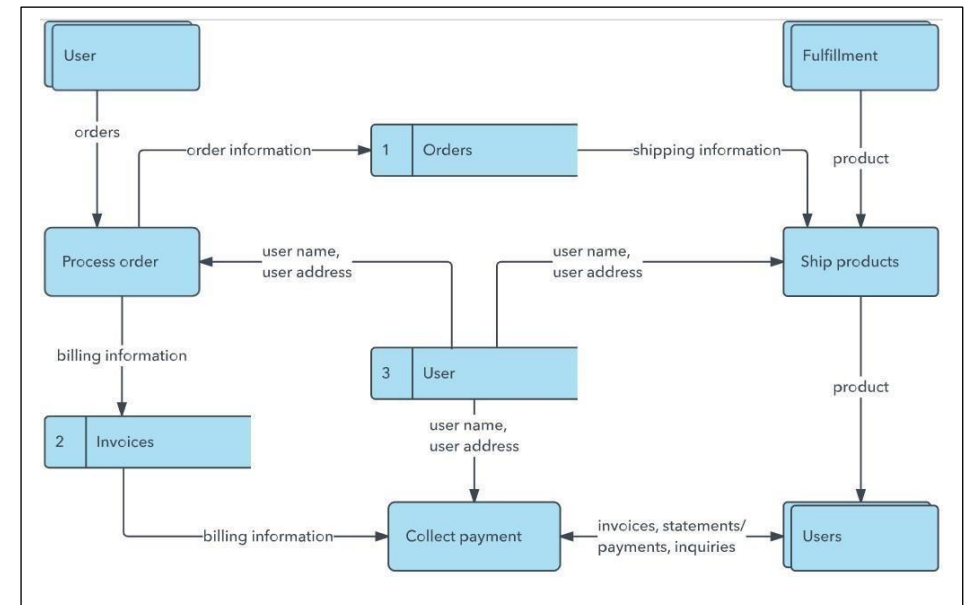 User
Fulfillment
orders
order information
1
Orders
shipping information
product
Process order
user name,
user address
user name,
user address
Ship products
billing information
3
User
product
2
Invoices
user name,
user address
billing information
Collect payment
invoices, statements/
payments, inquiries
Users